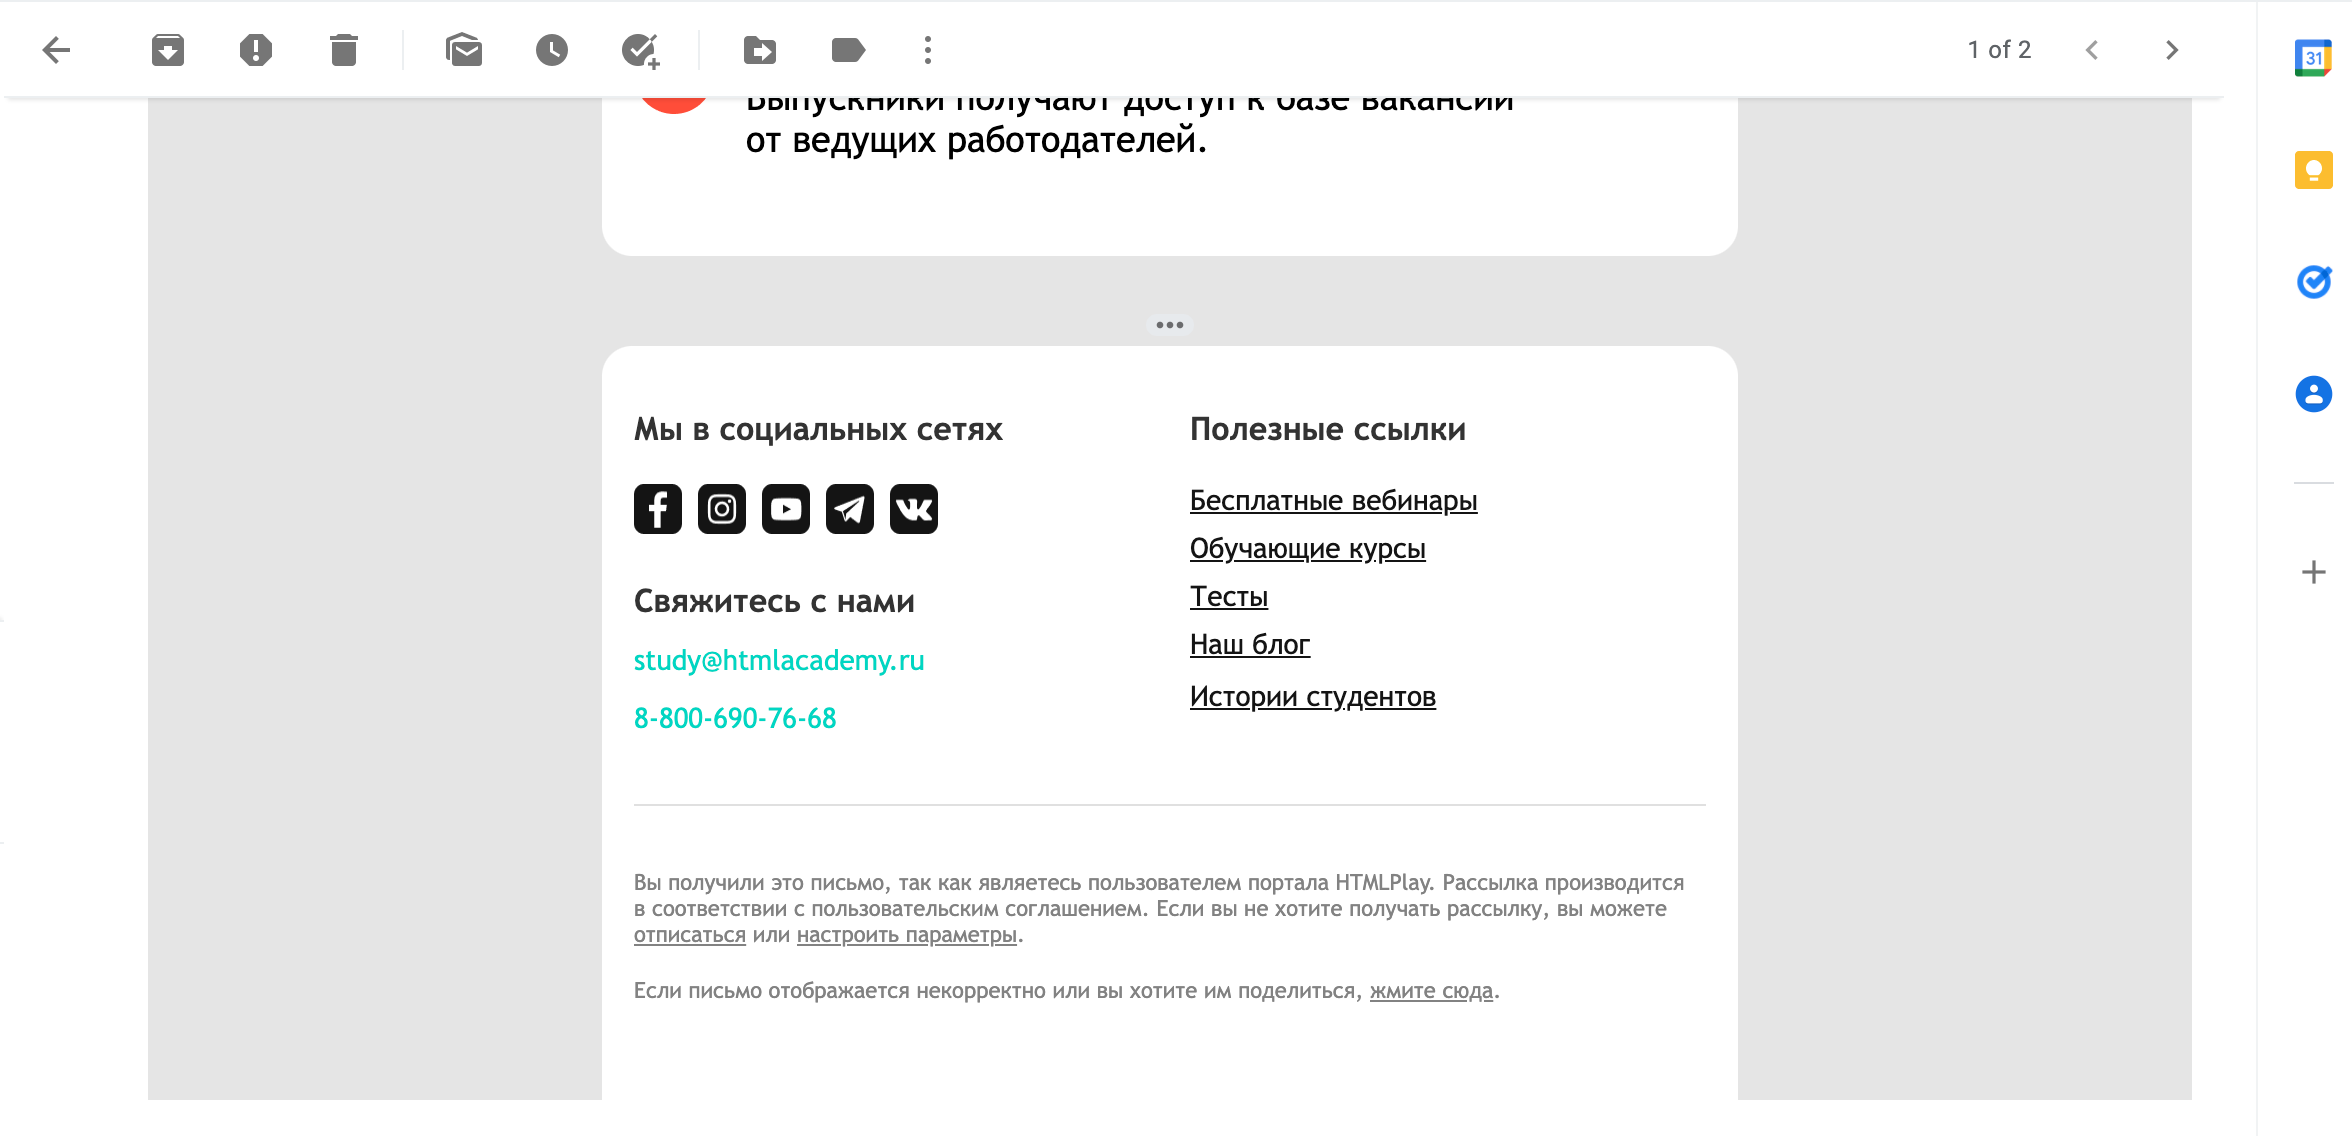 1 of 2
31
Выпускники получают доступ к базе вакансий
от ведущих работодателей.
Мы в социальных сетях
Свяжитесь с нами
study@htmlacademy.ru
8-800-690-76-68
Полезные ссылки
Бесплатные вебинары
Обучающие курсы
Тесты
Наш блог
Истории студентов
Вы получили это письмо, так как являетесь пользователем портала HTMLPlay. Рассылка производится
в соответствии с пользовательским соглашением. Если вы не хотите получать рассылку, вы можете
отписаться или настроить параметры.
Если письмо отображается некорректно или вы хотите им поделиться, жмите сюда.